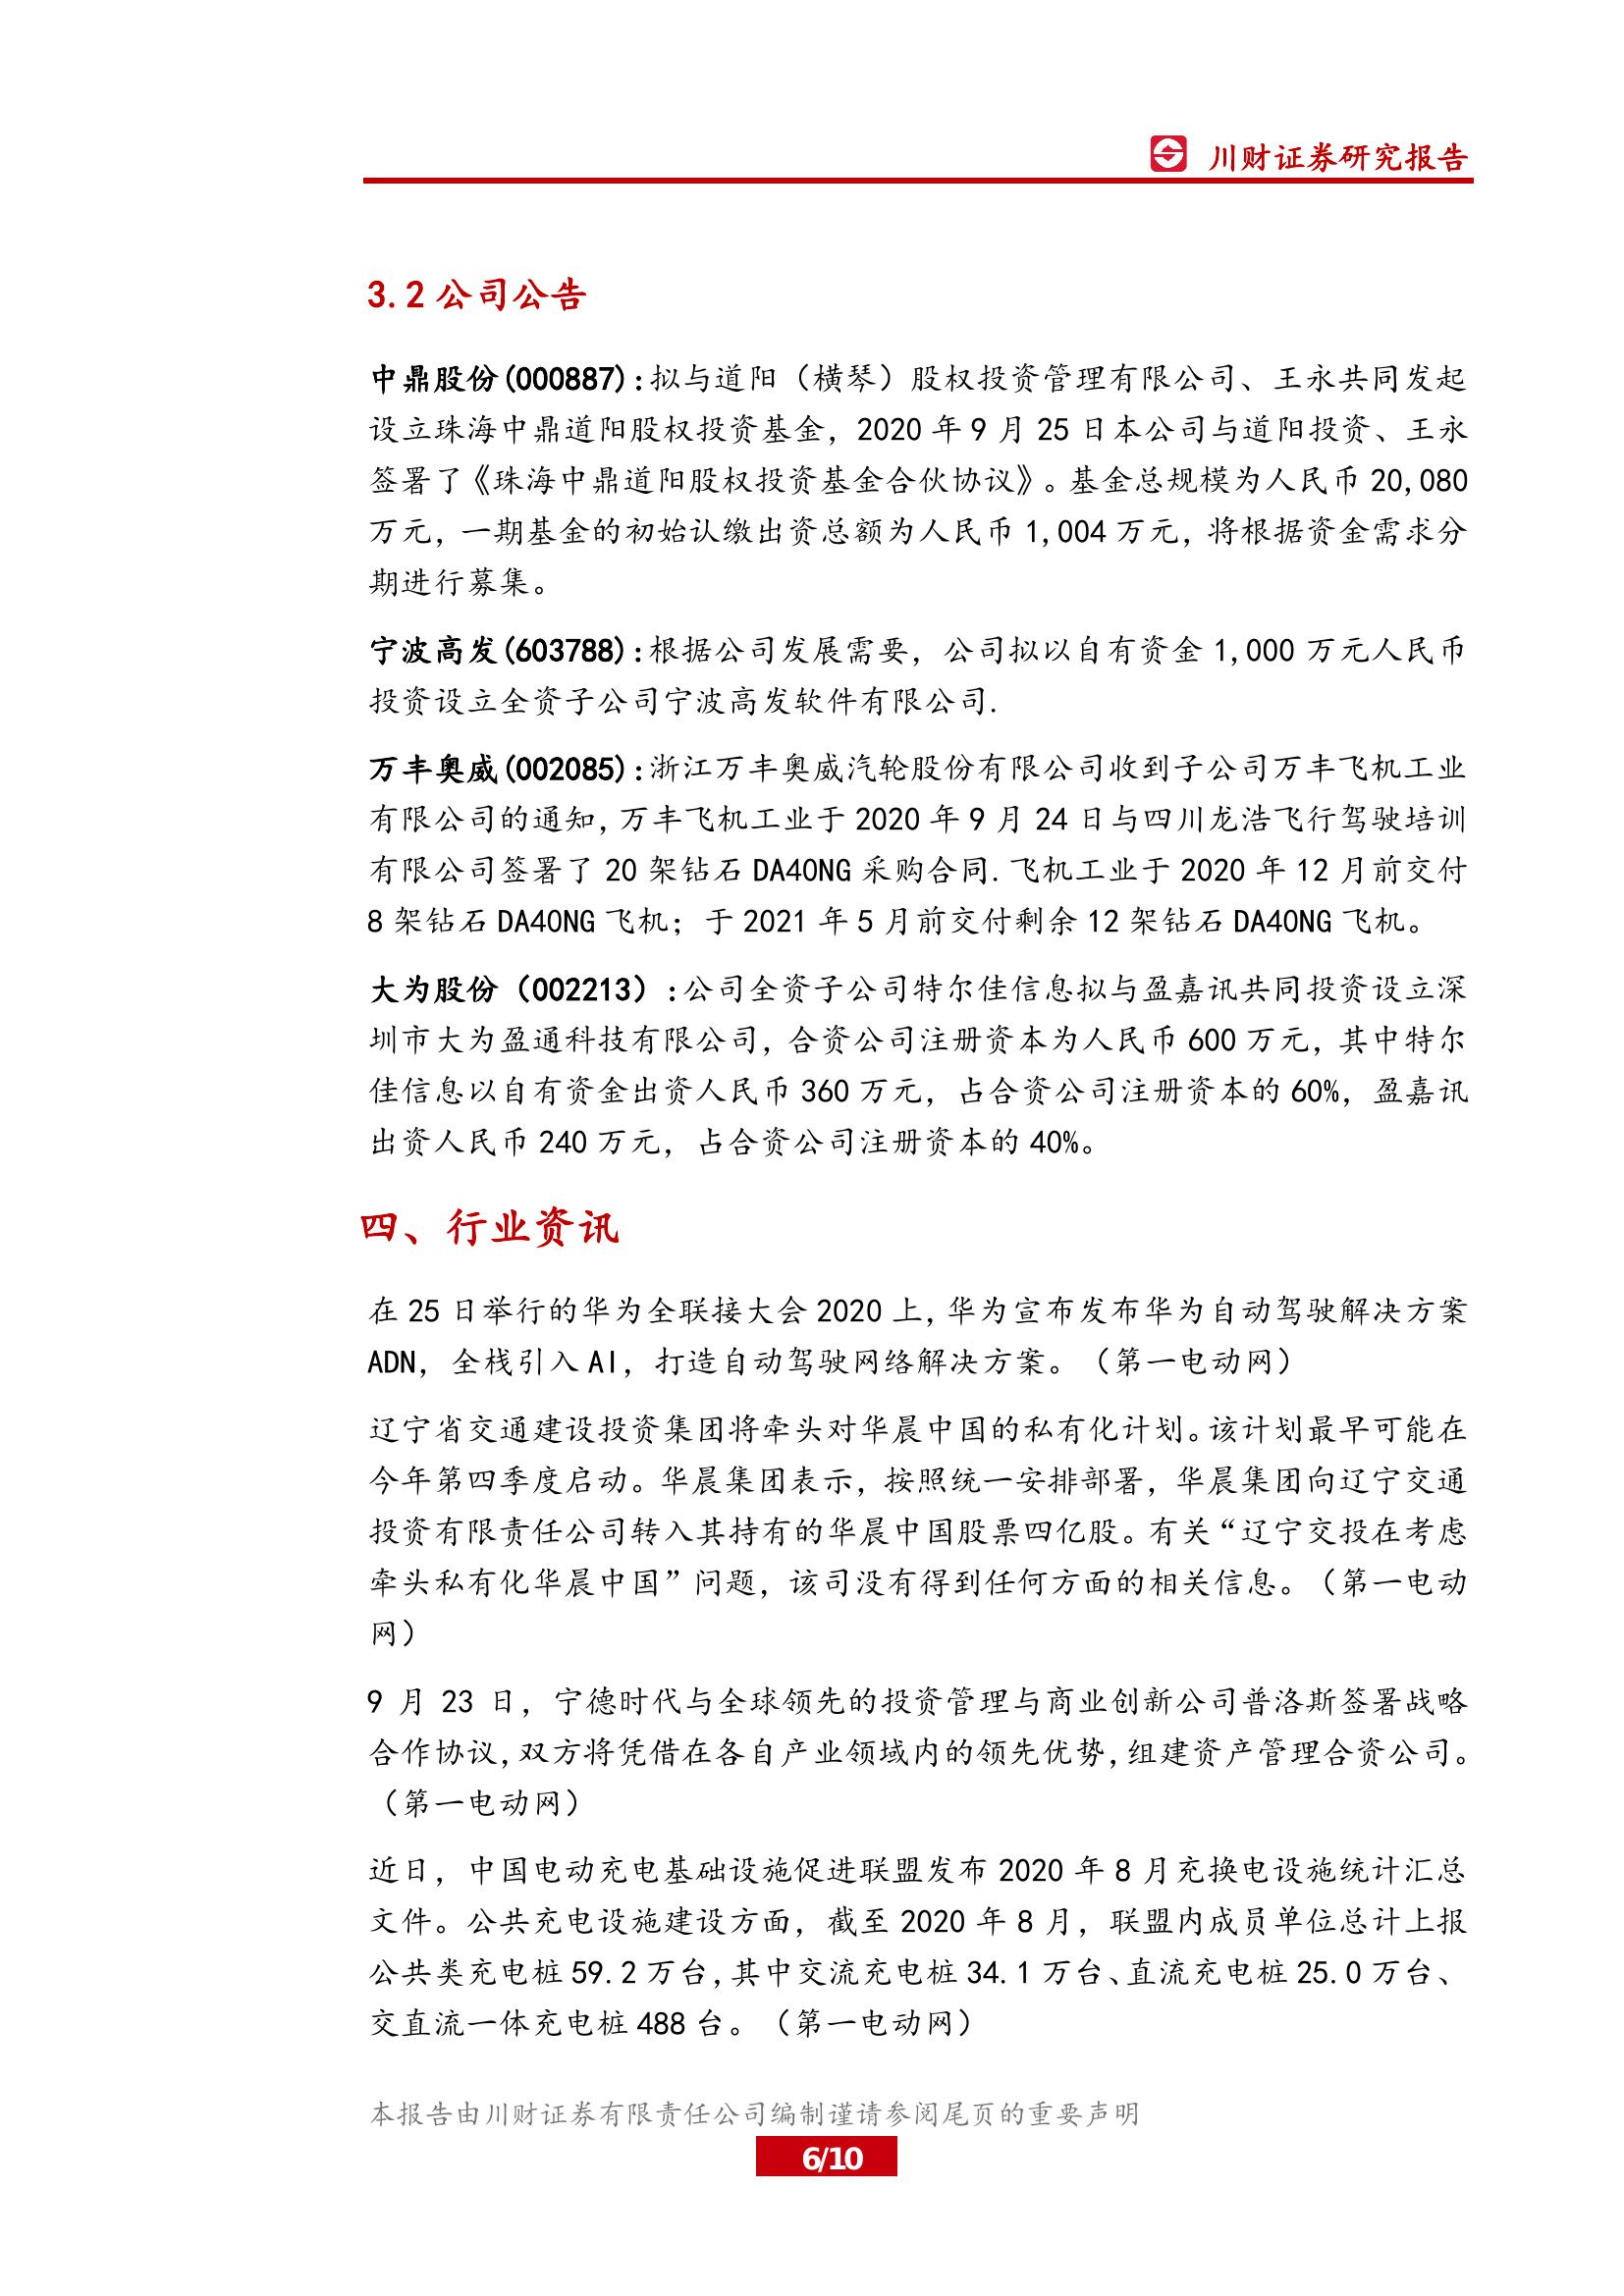 川财证券研究报告
3.2 公司公告
中鼎股份(000887):拟与道阳（横琴）股权投资管理有限公司、王永共同发起
设立珠海中鼎道阳股权投资基金，2020 年 9 月 25 日本公司与道阳投资、王永
签署了《珠海中鼎道阳股权投资基金合伙协议》。基金总规模为人民币 20,080
万元，一期基金的初始认缴出资总额为人民币 1,004 万元，将根据资金需求分
期进行募集。
宁波高发(603788):根据公司发展需要，公司拟以自有资金 1,000 万元人民币
投资设立全资子公司宁波高发软件有限公司.
万丰奥威(002085):浙江万丰奥威汽轮股份有限公司收到子公司万丰飞机工业
有限公司的通知,万丰飞机工业于 2020 年 9 月 24 日与四川龙浩飞行驾驶培训
有限公司签署了 20 架钻石 DA40NG 采购合同.飞机工业于 2020 年 12 月前交付
8 架钻石 DA40NG 飞机；于 2021 年 5 月前交付剩余 12 架钻石 DA40NG 飞机。
大为股份（002213）:公司全资子公司特尔佳信息拟与盈嘉讯共同投资设立深
圳市大为盈通科技有限公司，合资公司注册资本为人民币 600 万元，其中特尔
佳信息以自有资金出资人民币 360 万元，占合资公司注册资本的 60%，盈嘉讯
出资人民币 240 万元，占合资公司注册资本的 40%。
四、行业资讯
在 25 日举行的华为全联接大会 2020 上,华为宣布发布华为自动驾驶解决方案
ADN，全栈引入 AI，打造自动驾驶网络解决方案。（第一电动网）
辽宁省交通建设投资集团将牵头对华晨中国的私有化计划。该计划最早可能在
今年第四季度启动。华晨集团表示，按照统一安排部署，华晨集团向辽宁交通
投资有限责任公司转入其持有的华晨中国股票四亿股。有关“辽宁交投在考虑
牵头私有化华晨中国”问题，该司没有得到任何方面的相关信息。（第一电动
网）
9 月 23 日，宁德时代与全球领先的投资管理与商业创新公司普洛斯签署战略
合作协议,双方将凭借在各自产业领域内的领先优势,组建资产管理合资公司。
（第一电动网）
近日，中国电动充电基础设施促进联盟发布 2020 年 8 月充换电设施统计汇总
文件。公共充电设施建设方面，截至 2020 年 8 月，联盟内成员单位总计上报
公共类充电桩 59.2 万台,其中交流充电桩 34.1 万台、直流充电桩 25.0 万台、
交直流一体充电桩 488 台。（第一电动网）
本报告由川财证券有限责任公司编制谨请参阅尾页的重要声明
6/10